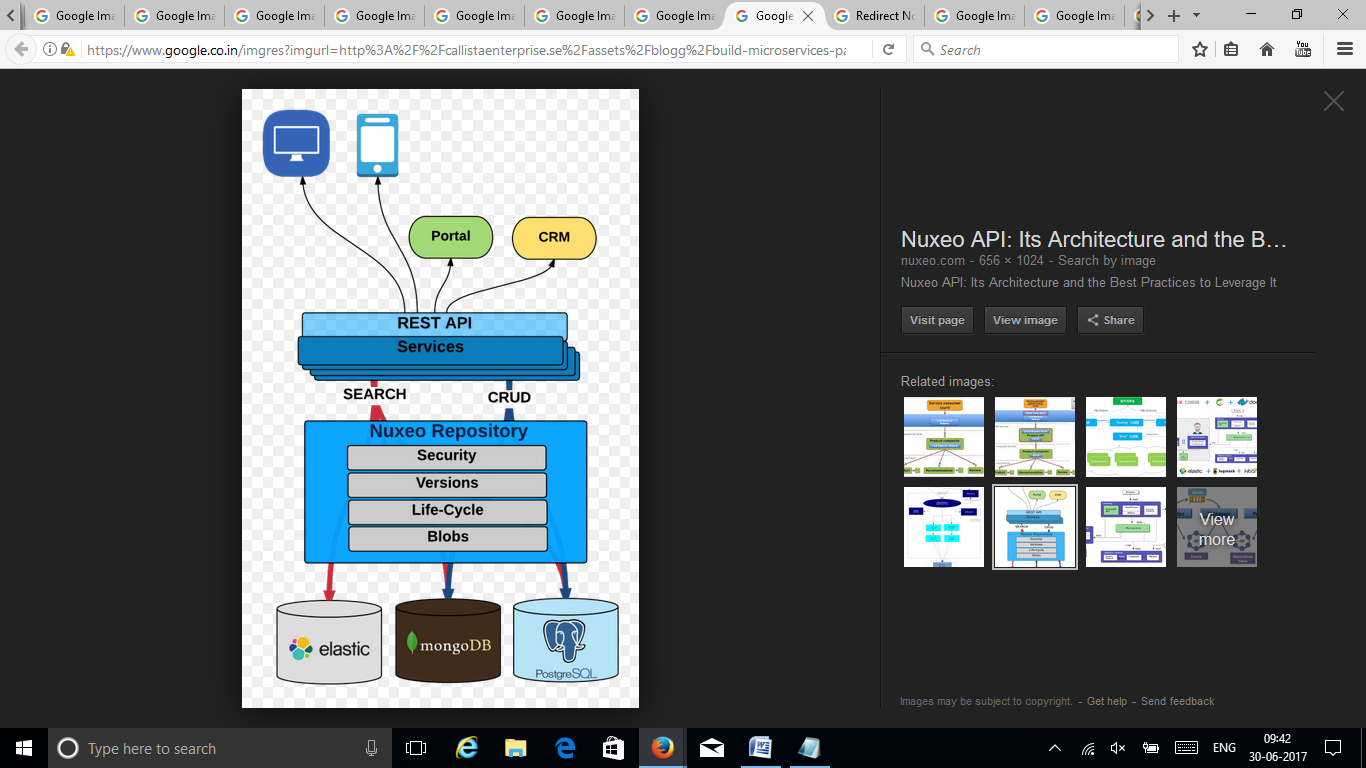 Google Ima
Google Ima
Google Ima
Google Ima
Google Ima
Google Ima
Google Ima
Google
Redirect No
Google Ima
Google Ima
https://www.google.co.in/imgres?imgurl=http%3A%2F%2Fcallistaenterprise.se%2Fassets%2Fblogg%2Fbuild-microservices-pa
Search
You
Tube
Portal
CRM
REST API
Services
SEARCH
CRUD
Nuxeo Repository
Security
Versions
Life-Cycle
Blobs
elastic
mongoDB
PostgreSQL
Nuxeo API: Its Architecture and the B…
nuxeo.com - 656 × 1024 - Search by image
Nuxeo API: Its Architecture and the Best Practices to Leverage It
Visit page
View image
Share
Related images:
View
more
Images may be subject to copyright. - Get help - Send feedback
Type here to search
ENG
09:42
30-06-2017